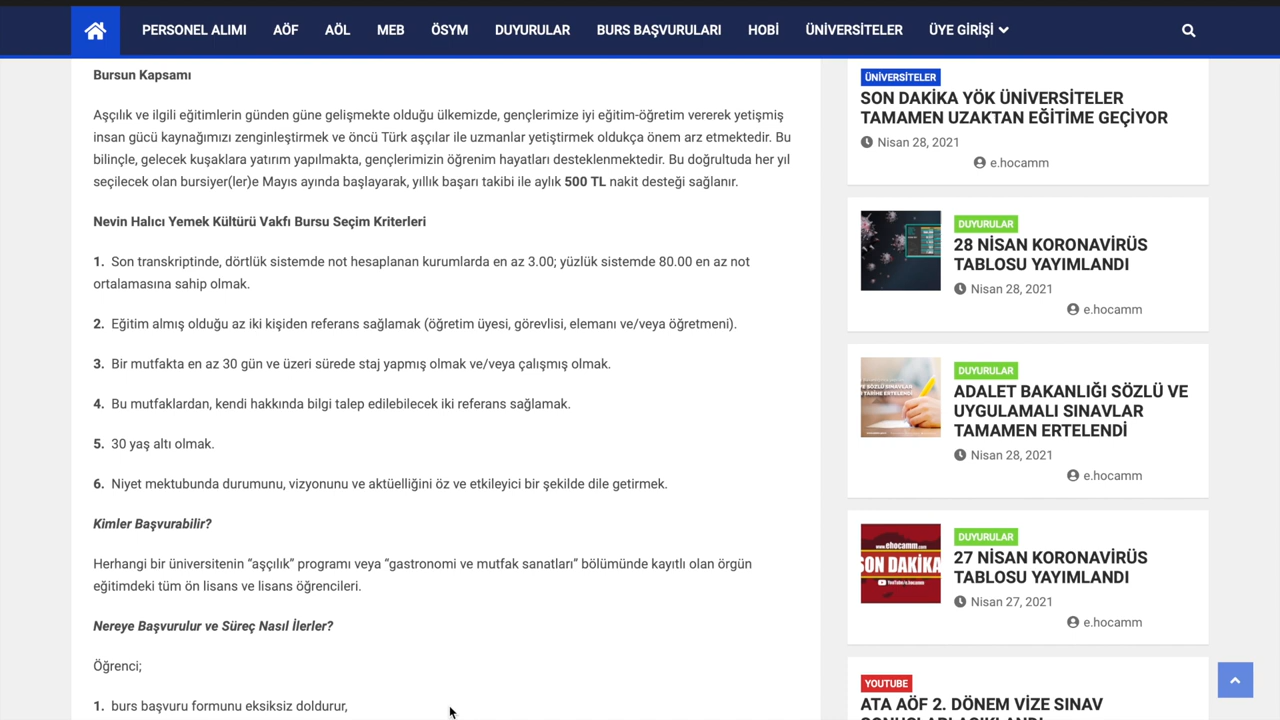 PERSONEL ALIMI AÖF AÖL MEB ÖSYM DUYURULAR BURS BAŞVURULARI HOBİ ÜNİVERSİTELER ÜYE GİRİŞİ
Bursun Kapsamı
Aşçılık ve ilgili eğitimlerin günden güne gelişmekte olduğu ülkemizde, gençlerimize iyi eğitim-öğretim vererek yetişmiş
insan gücü kaynağımızı zenginleştirmek ve öncü Türk aşçılar ile uzmanlar yetiştirmek oldukça önem arz etmektedir. Bu
bilinçle, gelecek kuşaklara yatırım yapılmakta, gençlerimizin öğrenim hayatları desteklenmektedir. Bu doğrultuda her yıl
seçilecek olan bursiyer(ler)e Mayıs ayında başlayarak, yıllık başarı takibi ile aylık 500 TL nakit desteği sağlanır.
Nevin Halıcı Yemek Kültürü Vakfı Bursu Seçim Kriterleri
1. Son transkriptinde, dörtlük sistemde not hesaplanan kurumlarda en az 3.00; yüzlük sistemde 80.00 en az not
ortalamasına sahip olmak.
2. Eğitim almış olduğu az iki kişiden referans sağlamak (öğretim üyesi, görevlisi, elemanı ve/veya öğretmeni).
3. Bir mutfakta en az 30 gün ve üzeri sürede staj yapmış olmak ve/veya çalışmış olmak.
4. Bu mutfaklardan, kendi hakkında bilgi talep edilebilecek iki referans sağlamak.
5. 30 yaş altı olmak.
6. Niyet mektubunda durumunu, vizyonunu ve aktüelliğini öz ve etkileyici bir şekilde dile getirmek.
Kimler Başvurabilir?
Herhangi bir üniversitenin “aşçılık” programı veya “gastronomi ve mutfak sanatları” bölümünde kayıtlı olan örgün
eğitimdeki tüm ön lisans ve lisans öğrencileri.
Nereye Başvurulur ve Süreç Nasıl İlerler?
Öğrenci;
1. burs başvuru formunu eksiksiz doldurur,
ÜNİVERSİTELER
SON DAKİKA YÖK ÜNİVERSİTELER
TAMAMEN UZAKTAN EĞİTİME GEÇİYOR
Nisan 28, 2021
e.hocamm
DUYURULAR
28 NİSAN KORONAVİRÜS
TABLOSU YAYIMLANDI
Nisan 28, 2021
e.hocamm
DUYURULAR
ADALET BAKANLIĞI SÖZLÜ VE
UYGULAMALI SINAVLAR
TAMAMEN ERTELENDİ
Nisan 28, 2021
e.hocamm
www.ehocamm.com
SON DAKİKA
YouTube/e.hocamm
DUYURULAR
27 NİSAN KORONAVİRÜS
TABLOSU YAYIMLANDI
Nisan 27, 2021
e.hocamm
YOUTUBE
ATA AÖF 2. DÖNEM VİZE SINAV